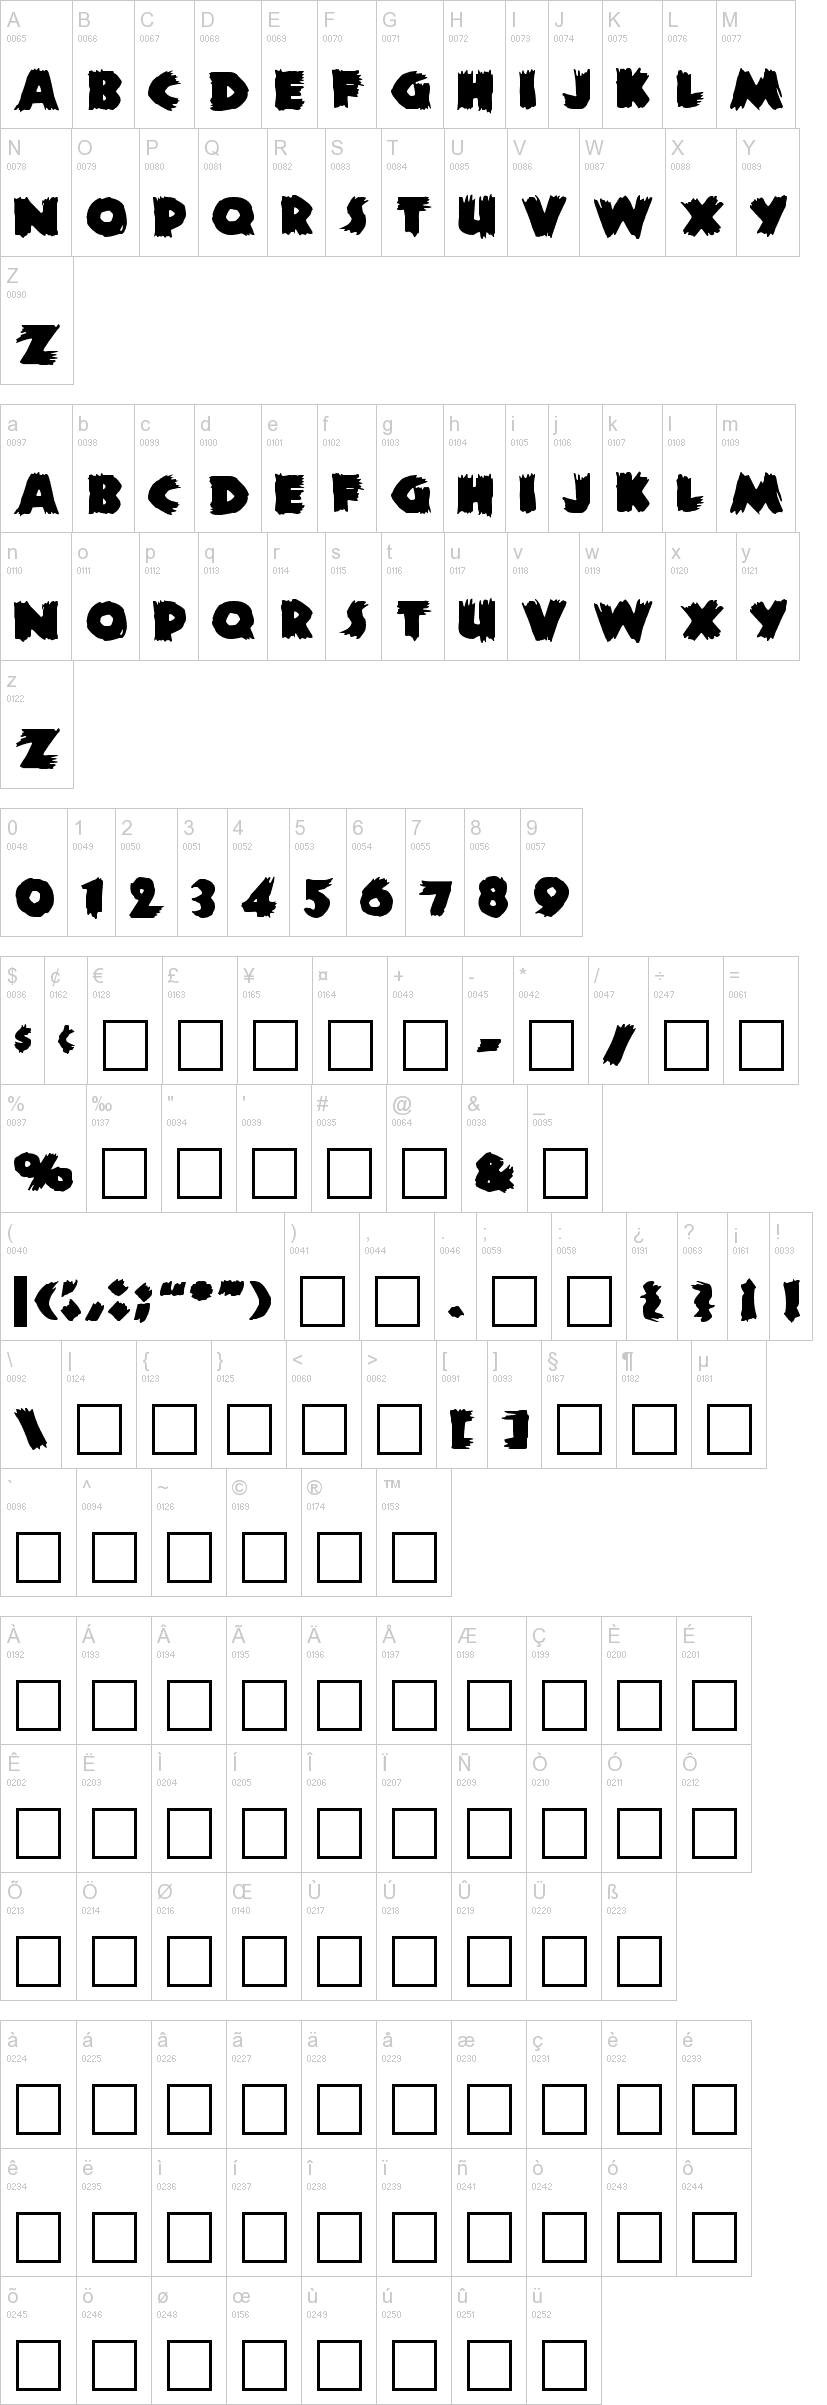 A B C D E F G H I J K L M
0065 0066 0067 0068 0069 0070 0071 0072 0073 0074 0075 0076 0077
A B C D E F G H I J K L M
N O P Q R S T U V W X Y
0078 0079 0080 0081 0082 0083 0084 0085 0086 0087 0088 0089
N O P Q R S T U V W X Y
Z
0090
Z
a b c d e f g h i j k l m
0097 0098 0099 0100 0101 0102 0103 0104 0105 0106 0107 0108 0109
A B C D E F G H I J K L M
n o p q r s t u v w x y
0110 0111 0112 0113 0114 0115 0116 0117 0118 0119 0120 0121
N O P Q R S T U V W X Y
z
0122
Z
0 1 2 3 4 5 6 7 8 9
0048 0049 0050 0051 0052 0053 0054 0055 0056 0057
0 1 2 3 4 5 6 7 8 9
$ ¢ € £ ¥ ¤ + - * / ÷ =
0036 0162 0128 0163 0165 0164 0043 0045 0042 0047 0247 0061
$ ¢ - /
% ‰ " ' # @ & _
0037 0137 0034 0039 0035 0064 0038 0095
% &
( ) , . ; : ¿ ? ¡ !
0040 0041 0044 0046 0059 0058 0191 0063 0161 0033
. !
\ | { } < > [ ] § ¶ µ
0092 0124 0123 0125 0060 0062 0091 0093 0167 0182 0181
\ [ ]
` ^ ~ © ® ™
0096 0094 0126 0169 0174 0153
À Á Â Ã Ä Å Æ Ç È É
0192 0193 0194 0195 0196 0197 0198 0199 0200 0201
Ê Ë Ì Í Î Ï Ñ Ò Ó Ô
0202 0203 0204 0205 0206 0207 0209 0210 0211 0212
Õ Ö Ø Œ Ù Ú Û Ü ß
0213 0214 0216 0140 0217 0218 0219 0220 0223
à á â ã ä å æ ç è é
0224 0225 0226 0227 0228 0229 0230 0231 0232 0233
ê ë ì í î ï ñ ò ó ô
0234 0235 0236 0237 0238 0239 0241 0242 0243 0244
õ ö ø œ ù ú û ü
0245 0246 0248 0156 0249 0250 0251 0252